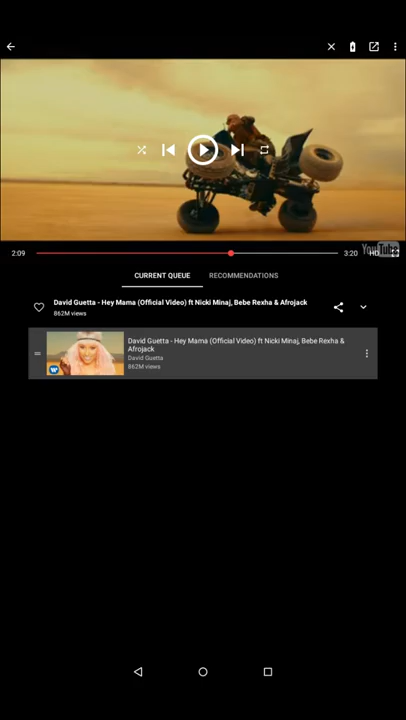 2:09
3:20
HD
YouTube
CURRENT QUEUE
RECOMMENDATIONS
David Guetta - Hey Mama (Official Video) ft Nicki Minaj, Bebe Rexha & Afrojack
862M views
David Guetta - Hey Mama (Official Video) ft Nicki Minaj, Bebe Rexha &
Afrojack
David Guetta
862M views